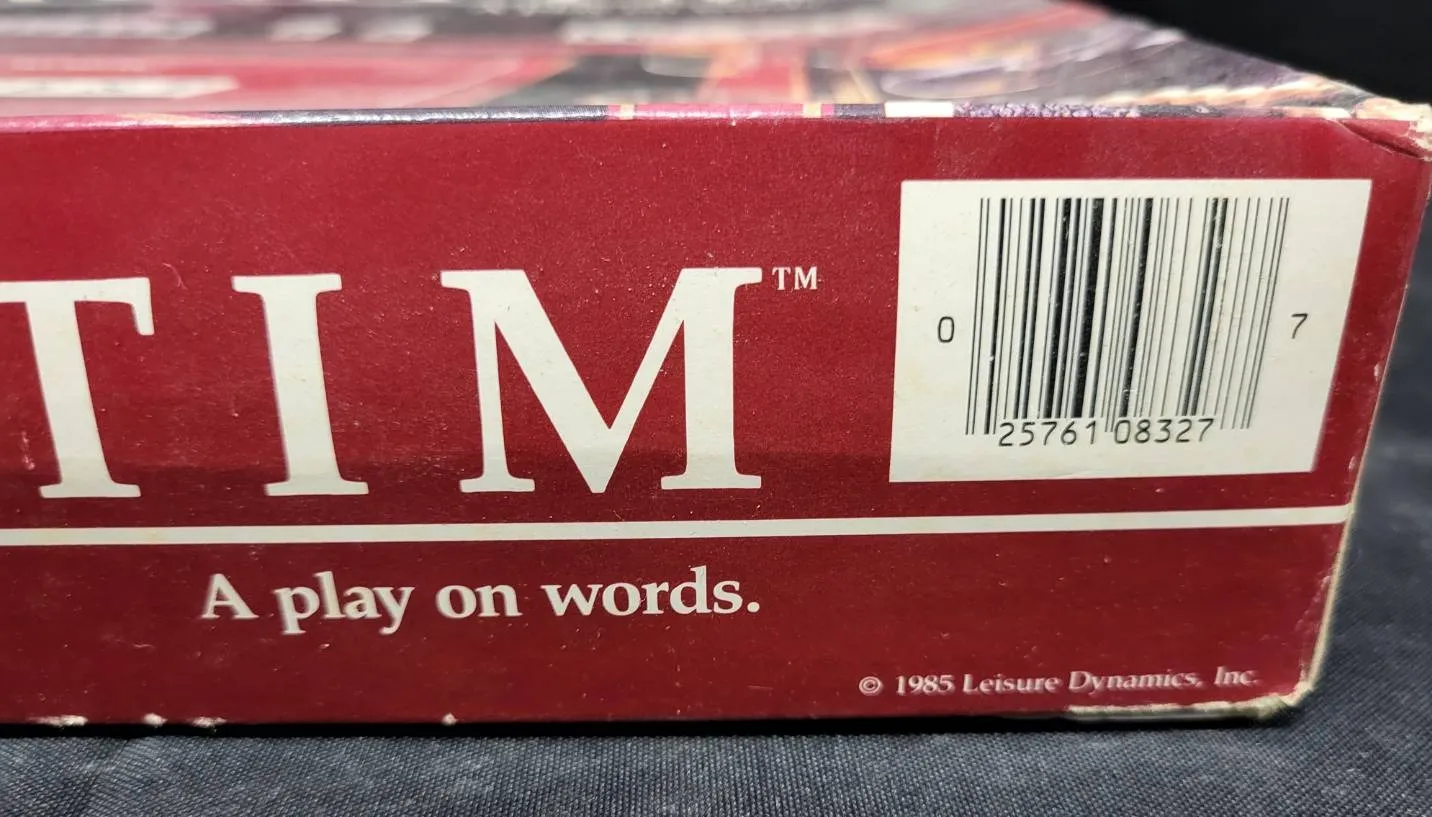 TIM™
0 25761 08327 7
A play on words.
© 1985 Leisure Dynamics, Inc.